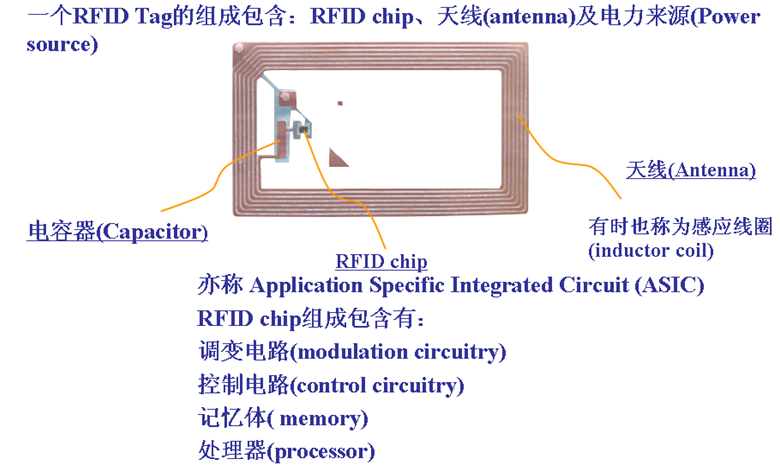 一个RFID Tag的组成包含：RFID chip、天线(antenna)及电力来源(Power
source)
天线(Antenna)
电容器(Capacitor)
有时也称为感应线圈
(inductor coil)
RFID chip
亦称 Application Specific Integrated Circuit (ASIC)
RFID chip组成包含有：
调变电路(modulation circuitry)
控制电路(control circuitry)
记忆体( memory)
处理器(processor)